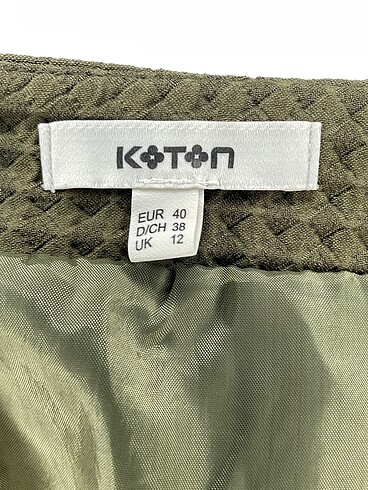 KOTON
EUR 40
D/CH 38
UK 12